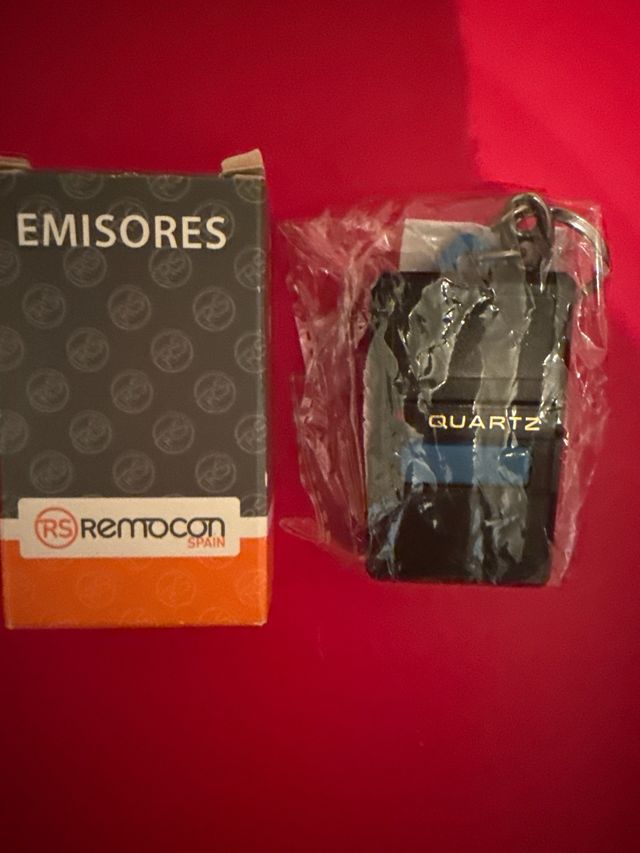 EMISORES
RS Remocon
SPAIN
QUARTZ